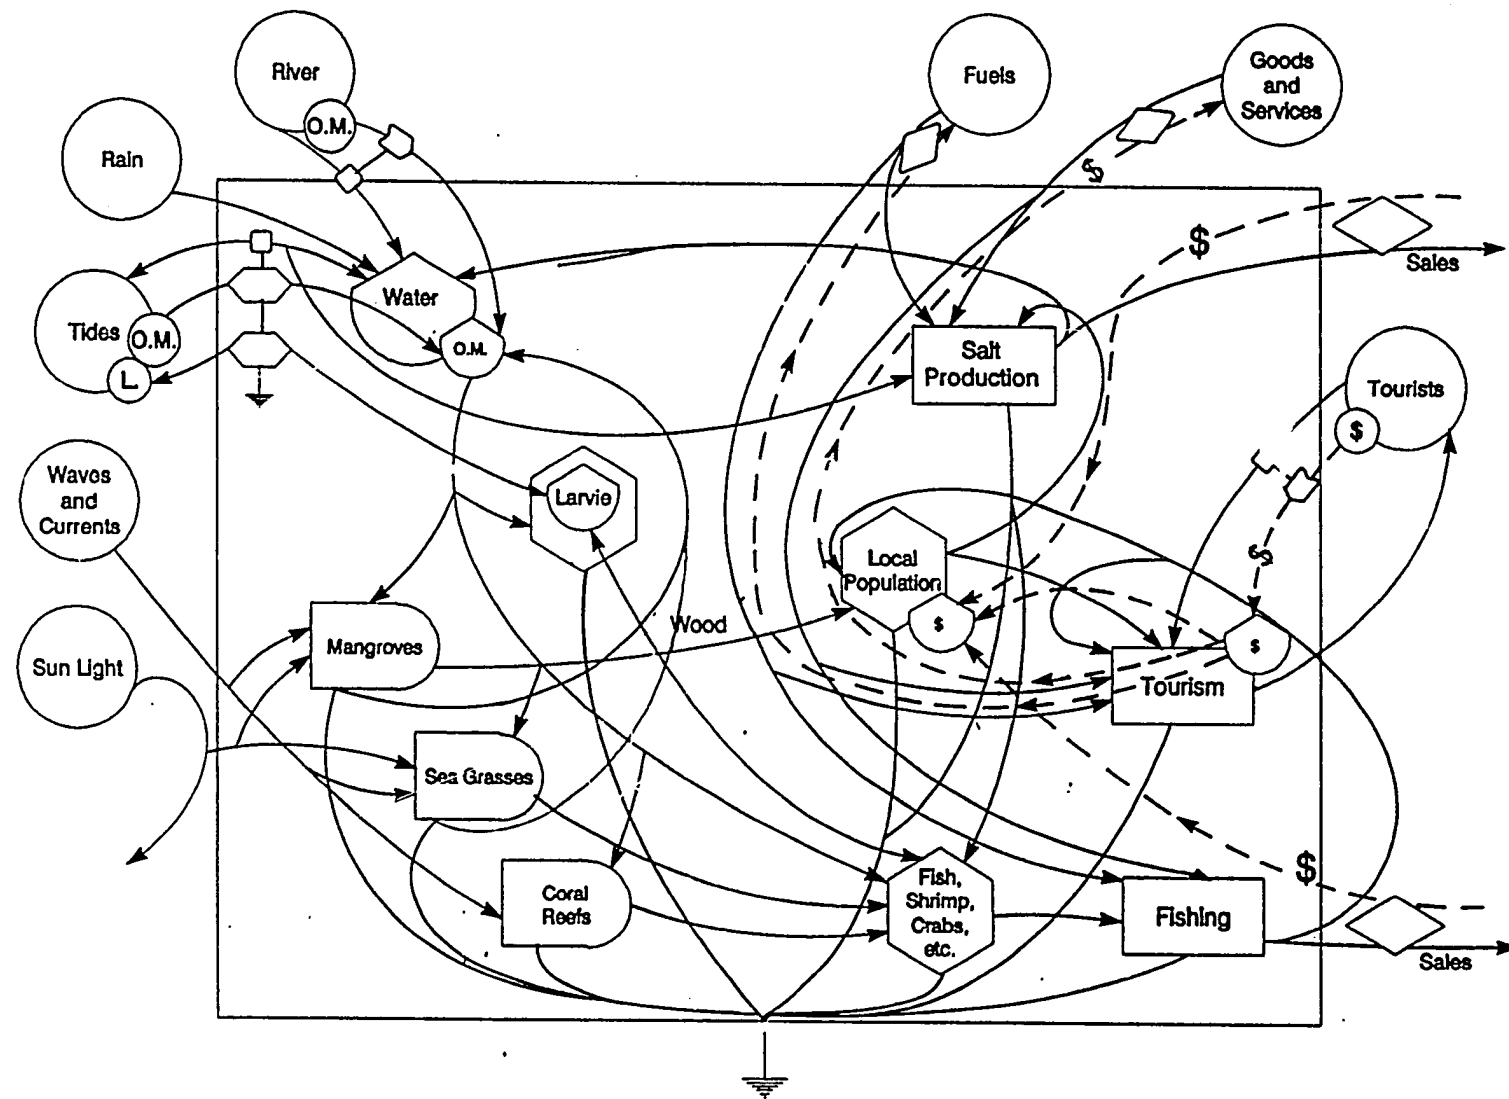 River
O.M.
Rain
Fuels
Goods
and
Services
$
$
Sales
Water
O.M.
Tides
O.M.
L
Salt
Production
Tourists
$
Waves
and
Currents
Larvie
$
Local
Population
$
Sun Light
Mangroves
Wood
$
Tourism
Sea Grasses
Coral
Reefs
Fish,
Shrimp,
Crabs,
etc.
$
Fishing
Sales